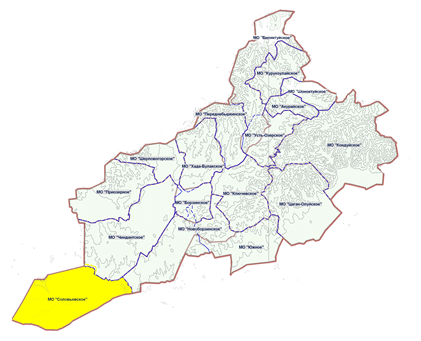 МО "Биликтуйское"
МО "Курунзулайское"
МО "Шоноктуйское"
МО "Акурайское"
МО "Переднебыркинское"
МО "Усть-Озерское"
МО "Кондуйское"
МО "Хада-Булакское"
МО "Шараповогорское"
МО "Приозерное"
МО "Ключевское"
МО "Борзинское"
МО "Цаган-Олуйское"
МО "Новоборзинское"
МО "Чиндантское"
МО "Южное"
МО "Соловьевское"